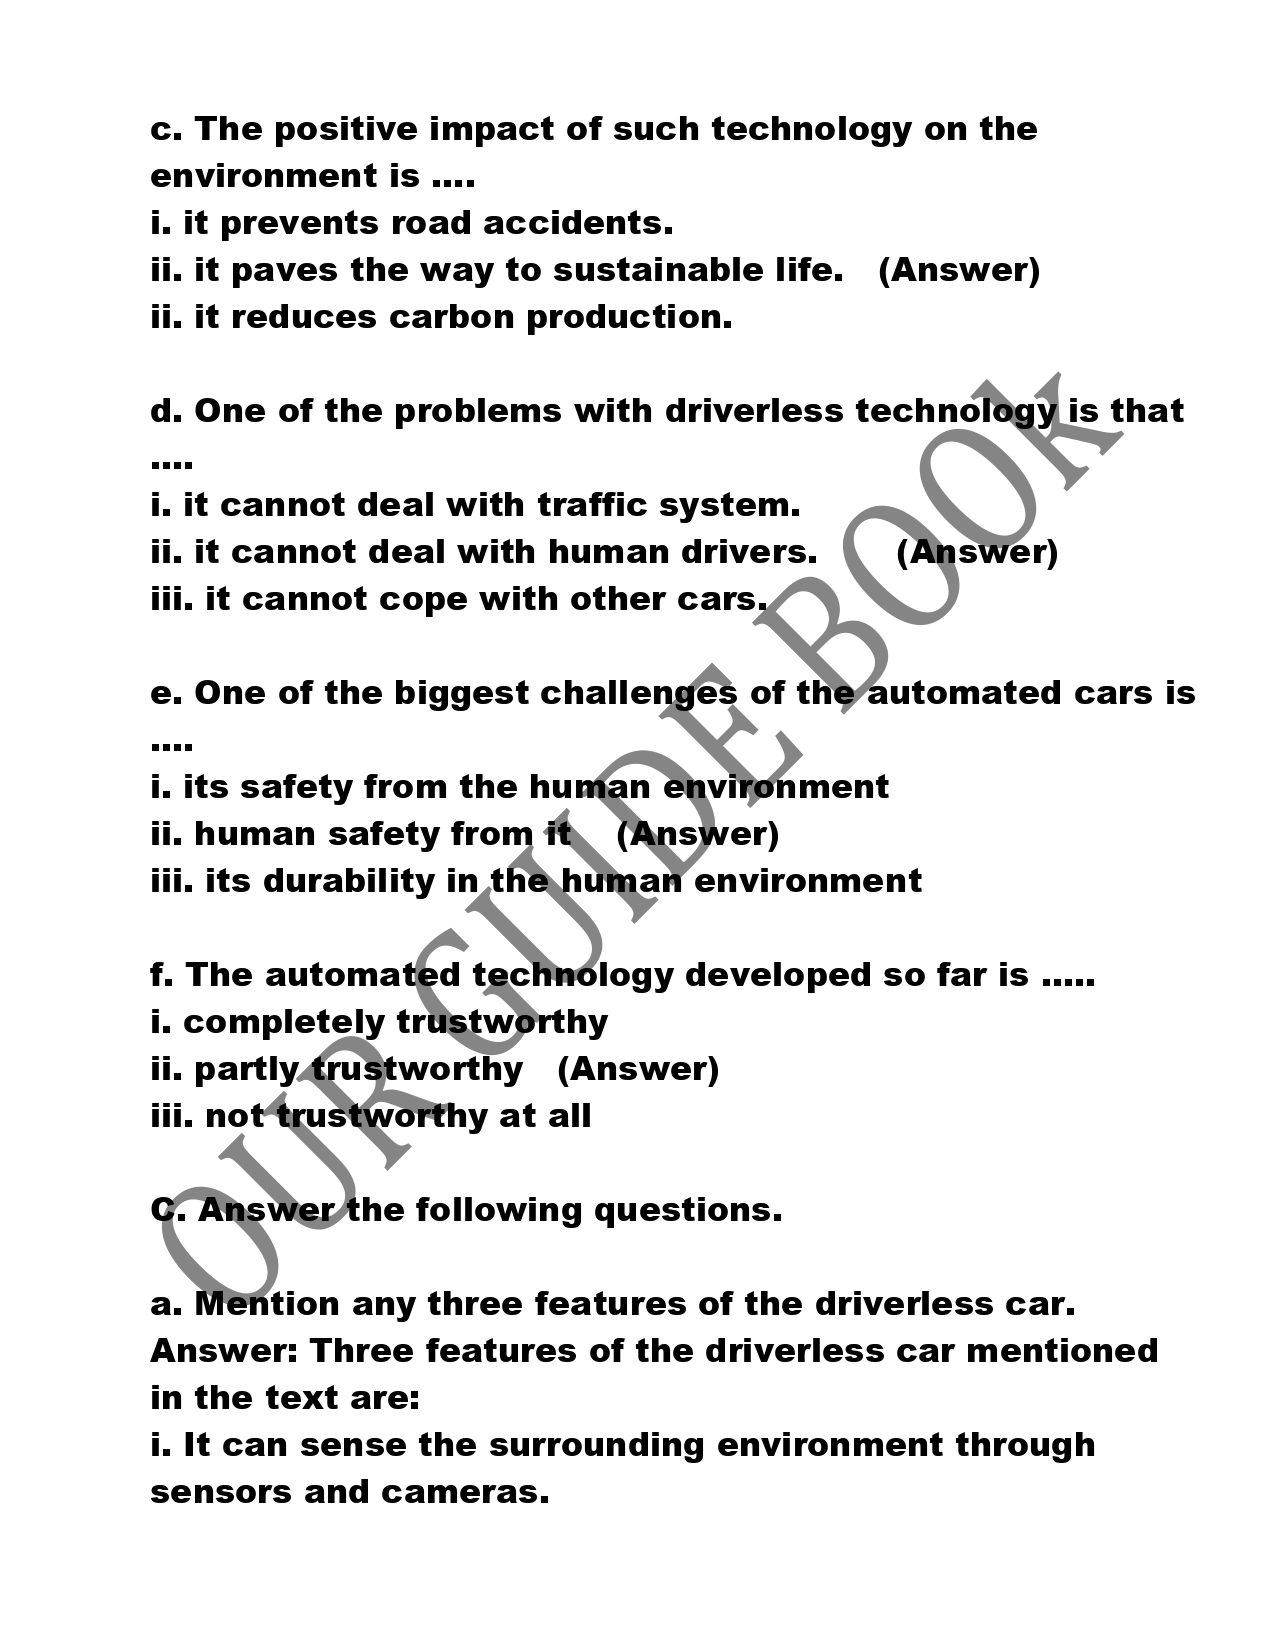 c. The positive impact of such technology on the
environment is ....
i. it prevents road accidents.
ii. it paves the way to sustainable life.   (Answer)
ii. it reduces carbon production.
d. One of the problems with driverless technology is that
....
i. it cannot deal with traffic system.
ii. it cannot deal with human drivers.       (Answer)
iii. it cannot cope with other cars.
e. One of the biggest challenges of the automated cars is
....
i. its safety from the human environment
ii. human safety from it    (Answer)
iii. its durability in the human environment
f. The automated technology developed so far is .....
i. completely trustworthy
ii. partly trustworthy   (Answer)
iii. not trustworthy at all
C. Answer the following questions.
a. Mention any three features of the driverless car.
Answer: Three features of the driverless car mentioned
in the text are:
i. It can sense the surrounding environment through
sensors and cameras.
OUR GUIDE BOOk